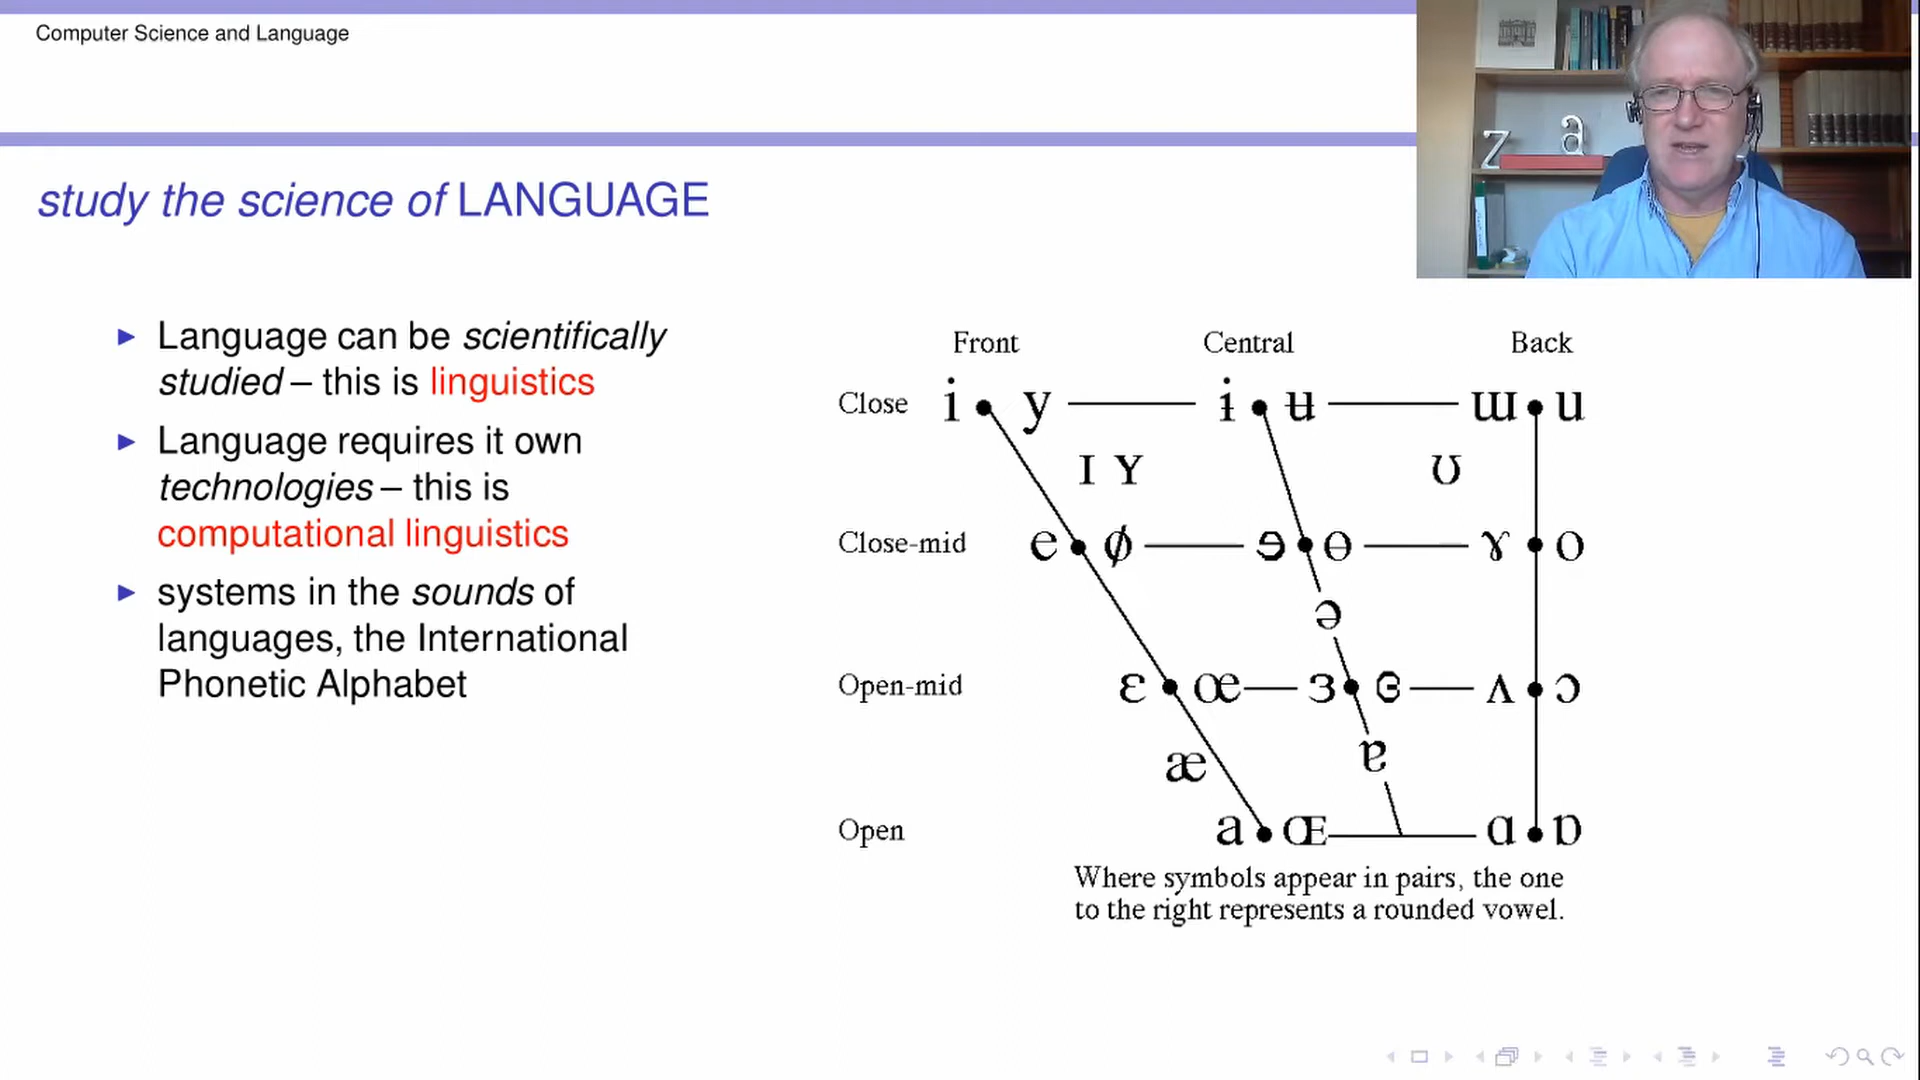 Computer Science and Language
study the science of LANGUAGE
Language can be scientifically
studied – this is linguistics
Language requires it own
technologies – this is
computational linguistics
systems in the sounds of
languages, the International
Phonetic Alphabet
z a
Front Central Back
Close i y ɨ ʉ ɯ u
ɪ ʏ ʊ
Close-mid e ø ɘ ɵ ɤ o
ə
Open-mid ɛ œ ɜ ɞ ʌ ɔ
æ ɐ
Open a ɶ ɑ ɒ
Where symbols appear in pairs, the one
to the right represents a rounded vowel.